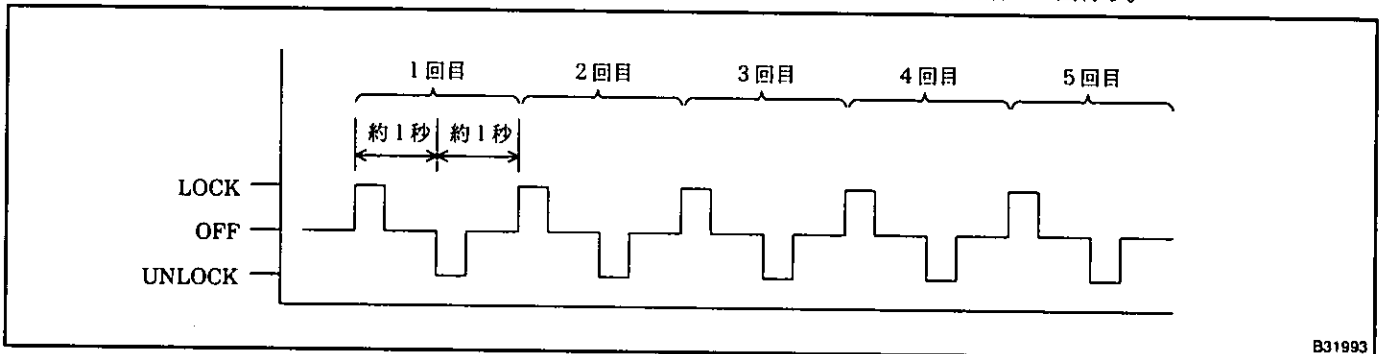 1回目 2回目 3回目 4回目 5回目
約1秒 約1秒
LOCK
OFF
UNLOCK
B31993